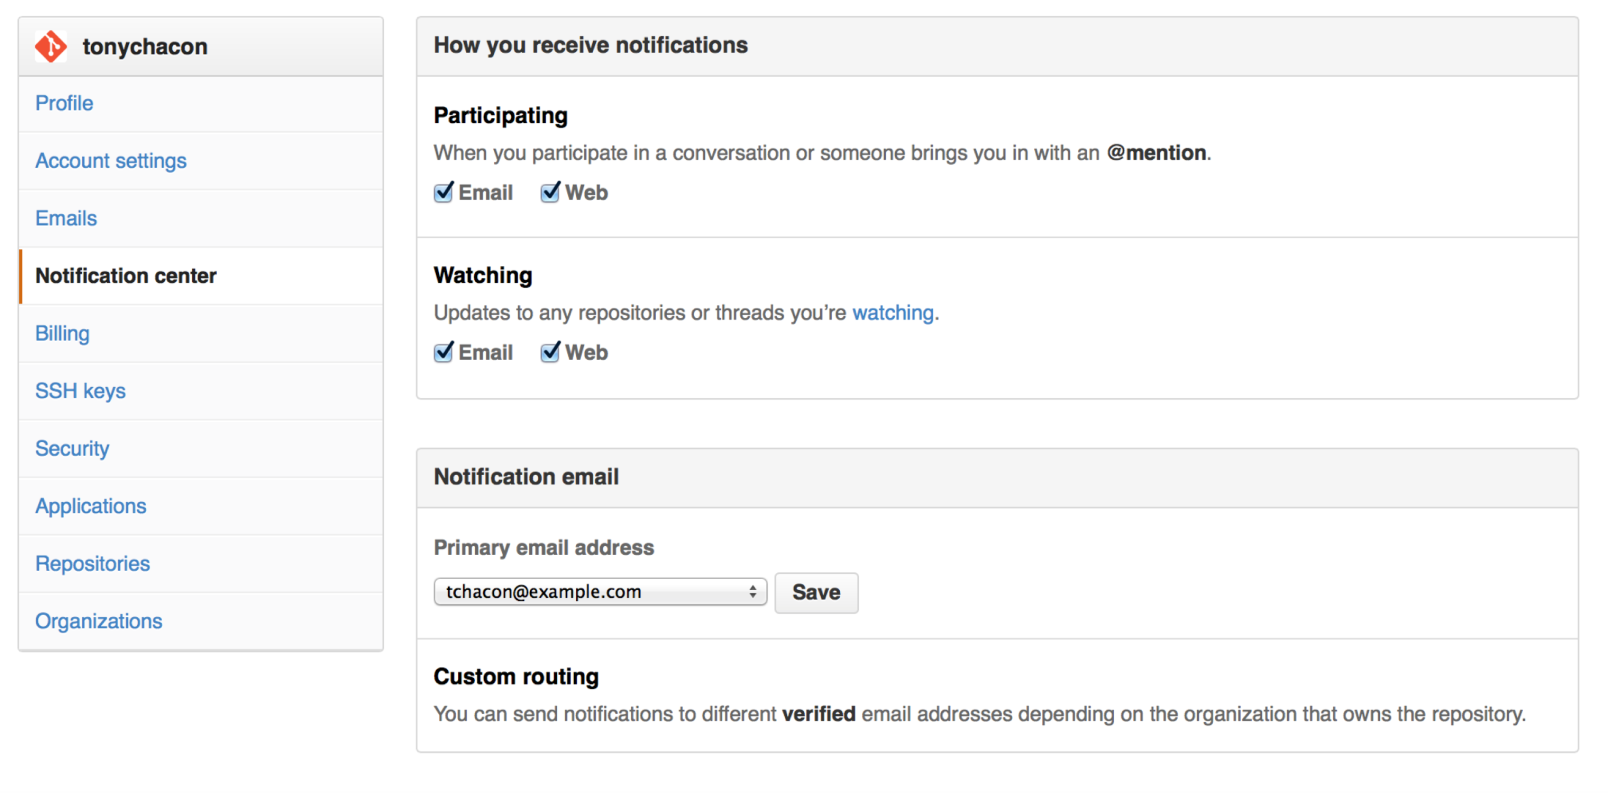 tonychacon
Profile
Account settings
Emails
Notification center
Billing
SSH keys
Security
Applications
Repositories
Organizations
How you receive notifications
Participating
When you participate in a conversation or someone brings you in with an @mention.
Email Web
Watching
Updates to any repositories or threads you’re watching.
Email Web
Notification email
Primary email address
tchacon@example.com Save
Custom routing
You can send notifications to different verified email addresses depending on the organization that owns the repository.